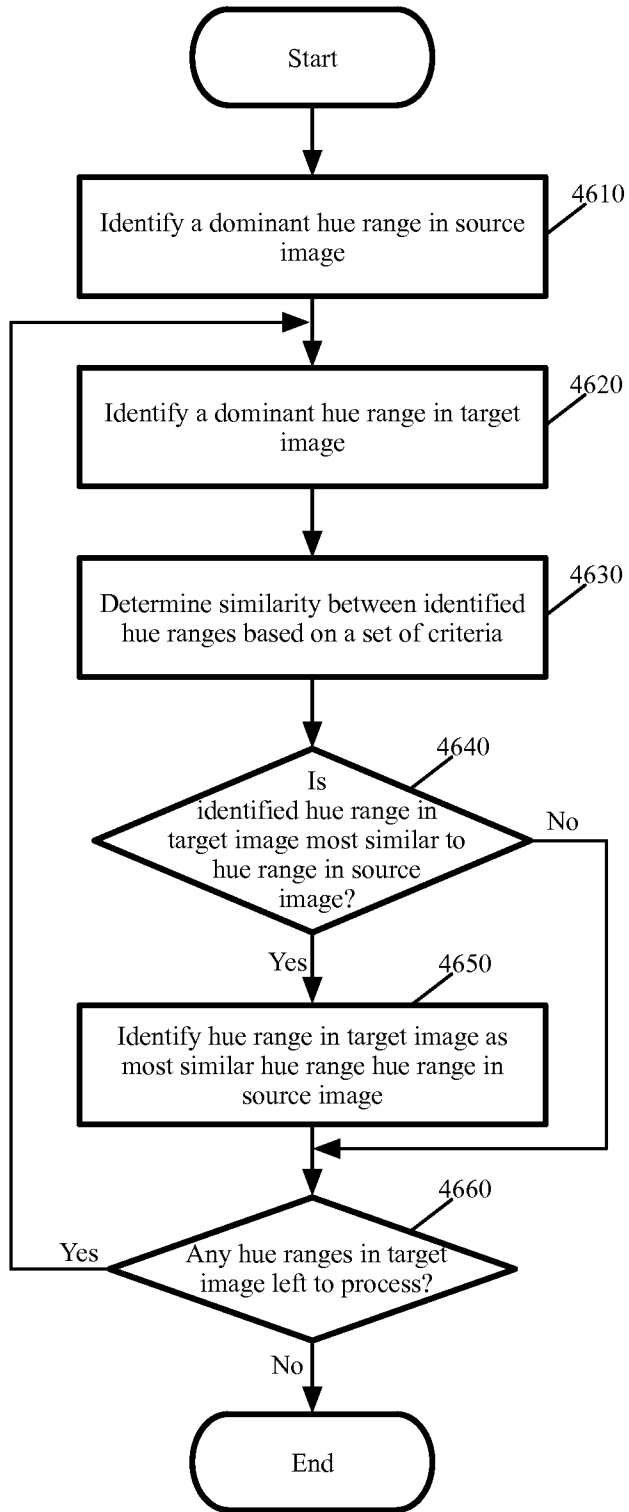 Start
4610
Identify a dominant hue range in source
image
4620
Identify a dominant hue range in target
image
4630
Determine similarity between identified
hue ranges based on a set of criteria
4640
Is
identified hue range in
target image most similar to
hue range in source
image?
No
Yes
4650
Identify hue range in target image as
most similar hue range hue range in
source image
4660
Any hue ranges in target
image left to process?
Yes
No
End